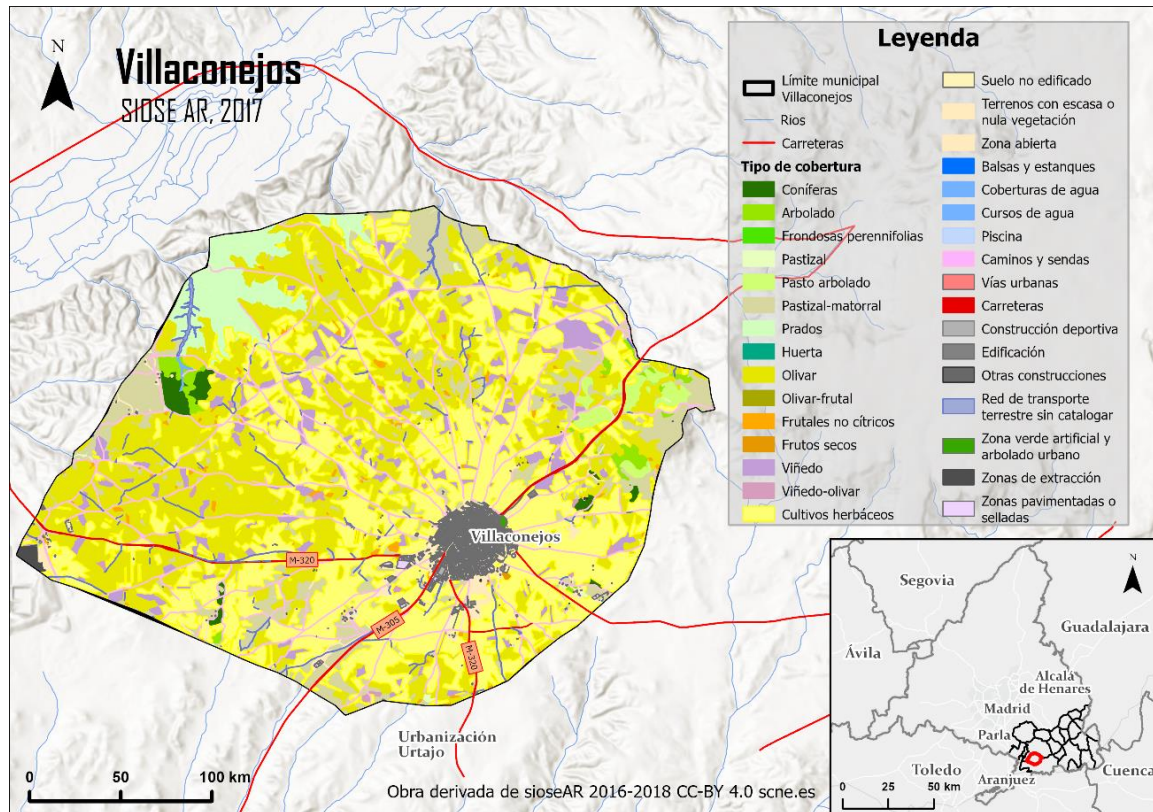 N
Villaconejos
SIOSE AR, 2017
Leyenda
Límite municipal
Villaconejos
Rios
Carreteras
Tipo de cobertura
Coníferas
Arbolado
Frondosas perennifolias
Pastizal
Pasto arbolado
Pastizal-matorral
Prados
Huerta
Olivar
Olivar-frutal
Frutales no cítricos
Frutos secos
Viñedo
Viñedo-olivar
Cultivos herbáceos
Suelo no edificado
Terrenos con escasa o
nula vegetación
Zona abierta
Balsas y estanques
Coberturas de agua
Cursos de agua
Piscina
Caminos y sendas
Vías urbanas
Carreteras
Construcción deportiva
Edificación
Otras construcciones
Red de transporte
terrestre sin catalogar
Zona verde artificial y
arbolado urbano
Zonas de extracción
Zonas pavimentadas o
selladas
Villaconejos
M-320
M-305
M-320
Urbanización
Urtajo
0 50 100 km
Obra derivada de sioseAR 2016-2018 CC-BY 4.0 scne.es
N
Segovia
Guadalajara
Ávila
Alcalá
de Henares
Madrid
Parla
Toledo
Aranjuez
Cuenca
0 25 50 km